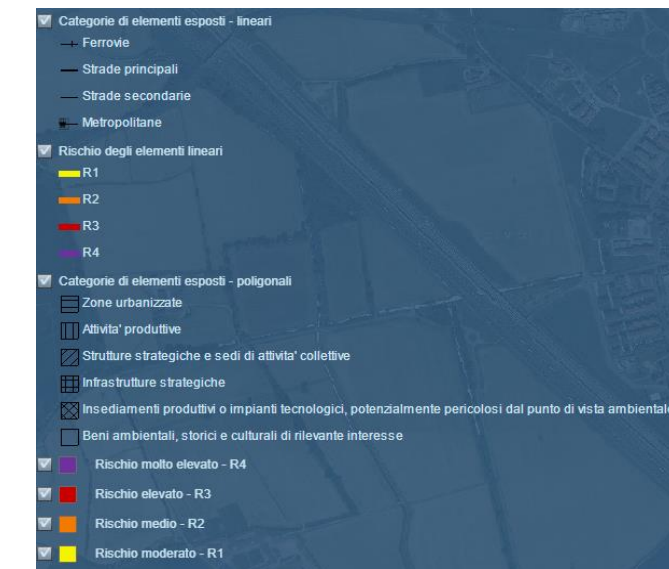 Categorie di elementi esposti - lineari
Ferrovie
Strade principali
Strade secondarie
Metropolitane
Rischio degli elementi lineari
R1
R2
R3
R4
Categorie di elementi esposti - poligonali
Zone urbanizzate
Attivita' produttive
Strutture strategiche e sedi di attivita' collettive
Infrastrutture strategiche
Insediamenti produttivi o impianti tecnologici, potenzialmente pericolosi dal punto di vista ambientale
Beni ambientali, storici e culturali di rilevante interesse
Rischio molto elevato - R4
Rischio elevato - R3
Rischio medio - R2
Rischio moderato - R1